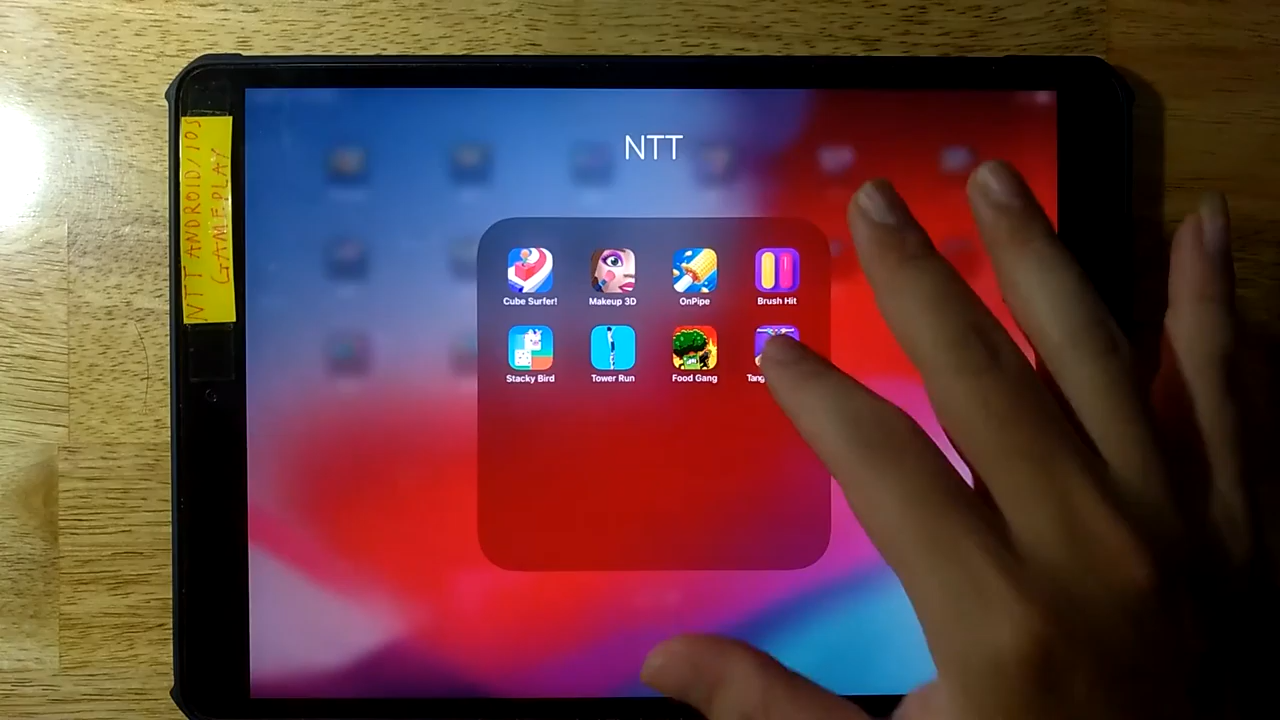 NTT ANDROID/IOS
GAMEPLAY
NTT
Cube Surfer!
Makeup 3D
OnPipe
Brush Hit
Stacky Bird
Tower Run
Food Gang